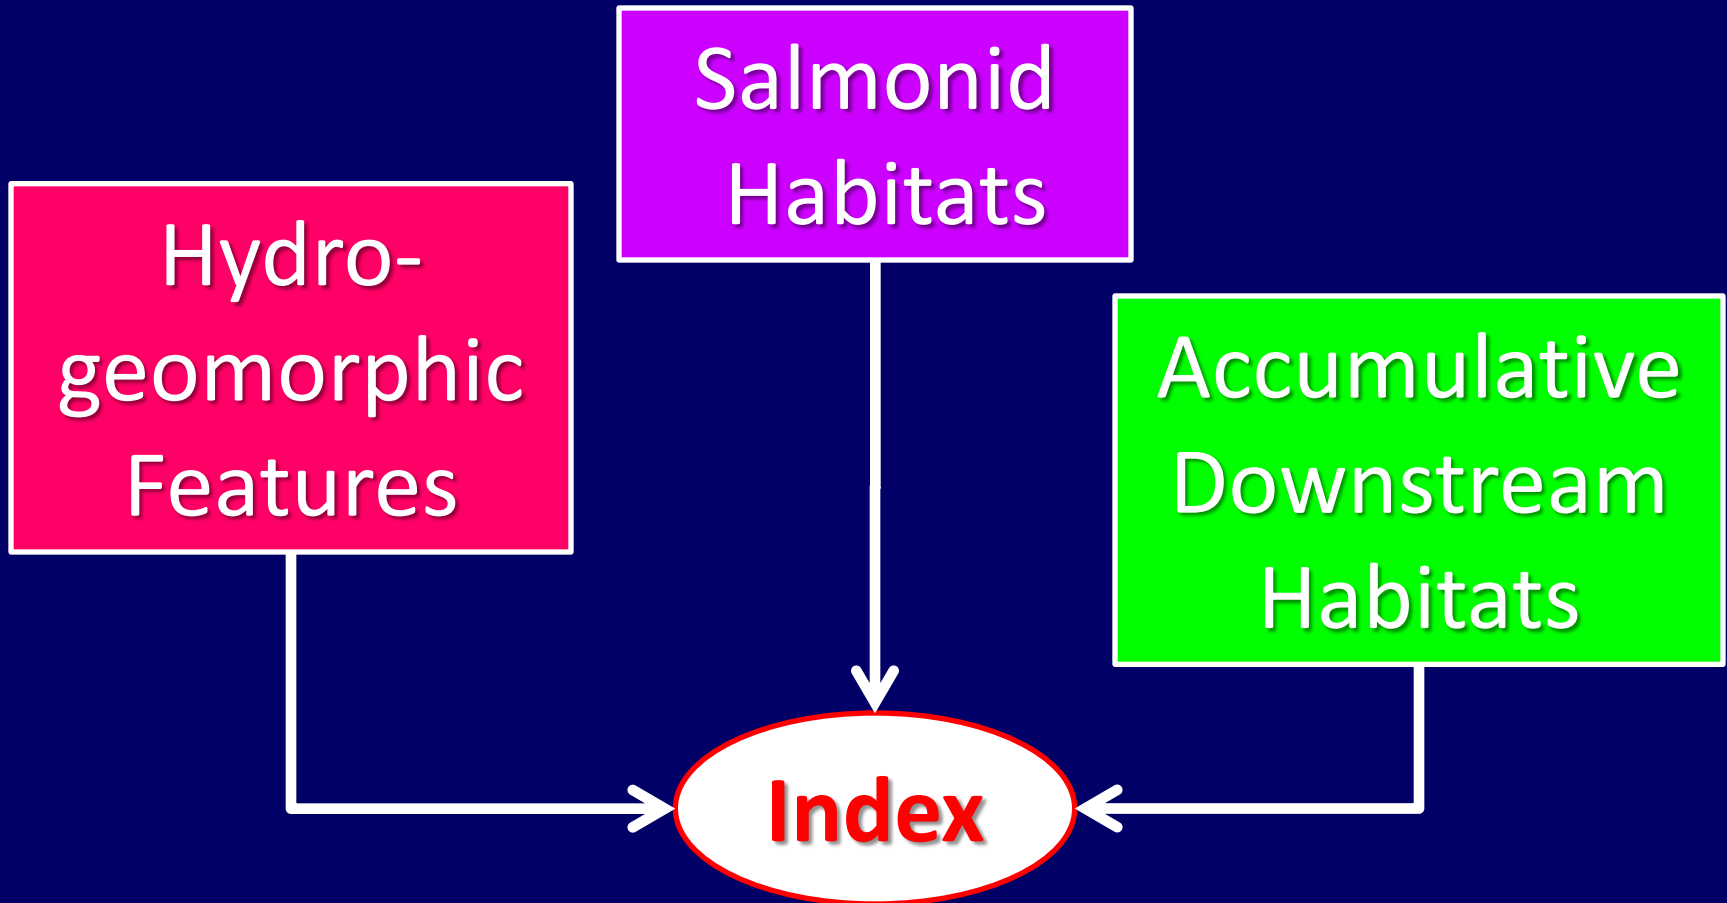 Salmonid
Habitats
Hydro-
geomorphic
Features
Accumulative
Downstream
Habitats
Index